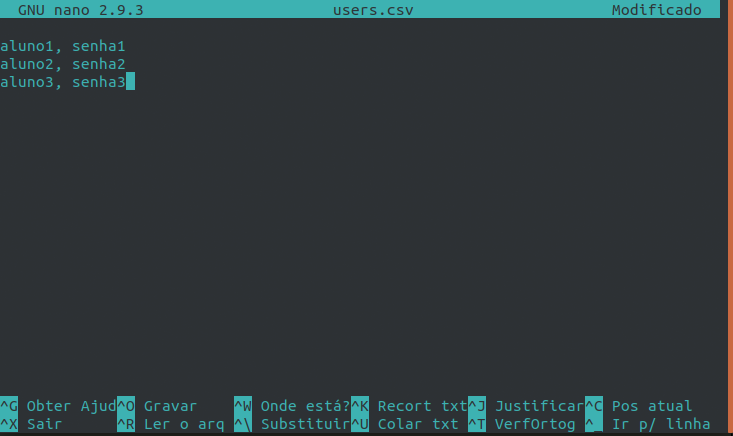 GNU nano 2.9.3 users.csv Modificado
aluno1, senha1
aluno2, senha2
aluno3, senha3
^G Obter Ajud^O Gravar ^W Onde está?^K Recort txt^J Justificar^C Pos atual
^X Sair ^R Ler o arq ^\ Substituir^U Colar txt ^T VerfOrtog ^_ Ir p/ linha